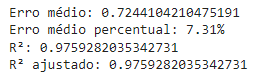 Erro médio: 0.7244104210475191
Erro médio percentual: 7.31%
R²: 0.9759282035342731
R² ajustado: 0.9759282035342731